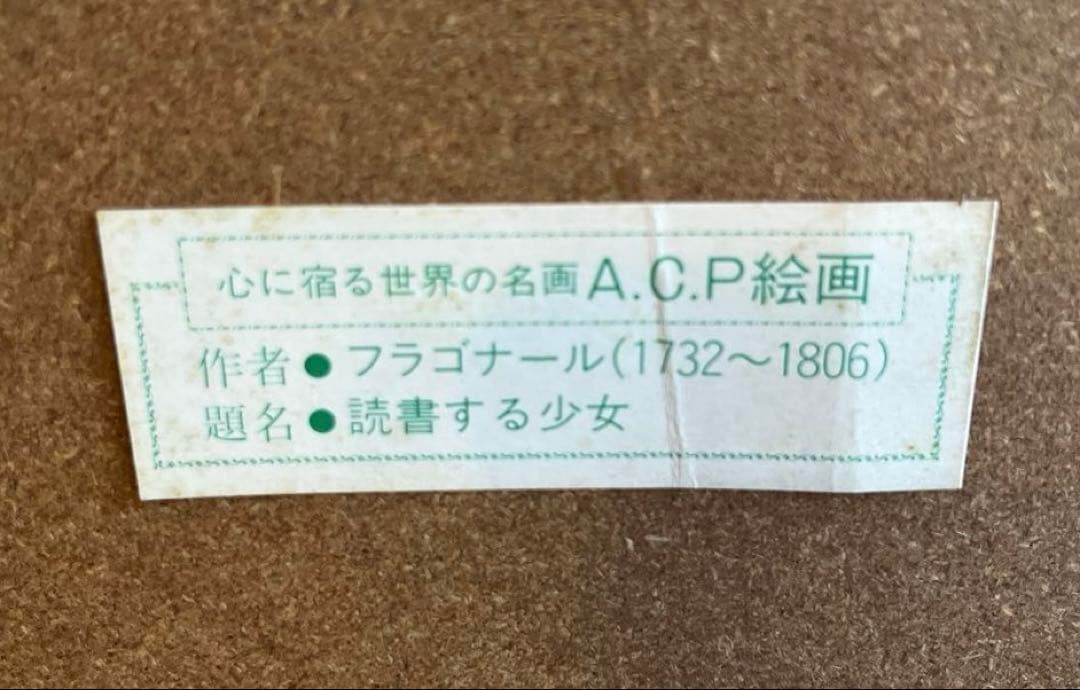 心に宿る世界の名画A.C.P絵画
作者●フラゴナール(1732〜1806)
題名●読書する少女